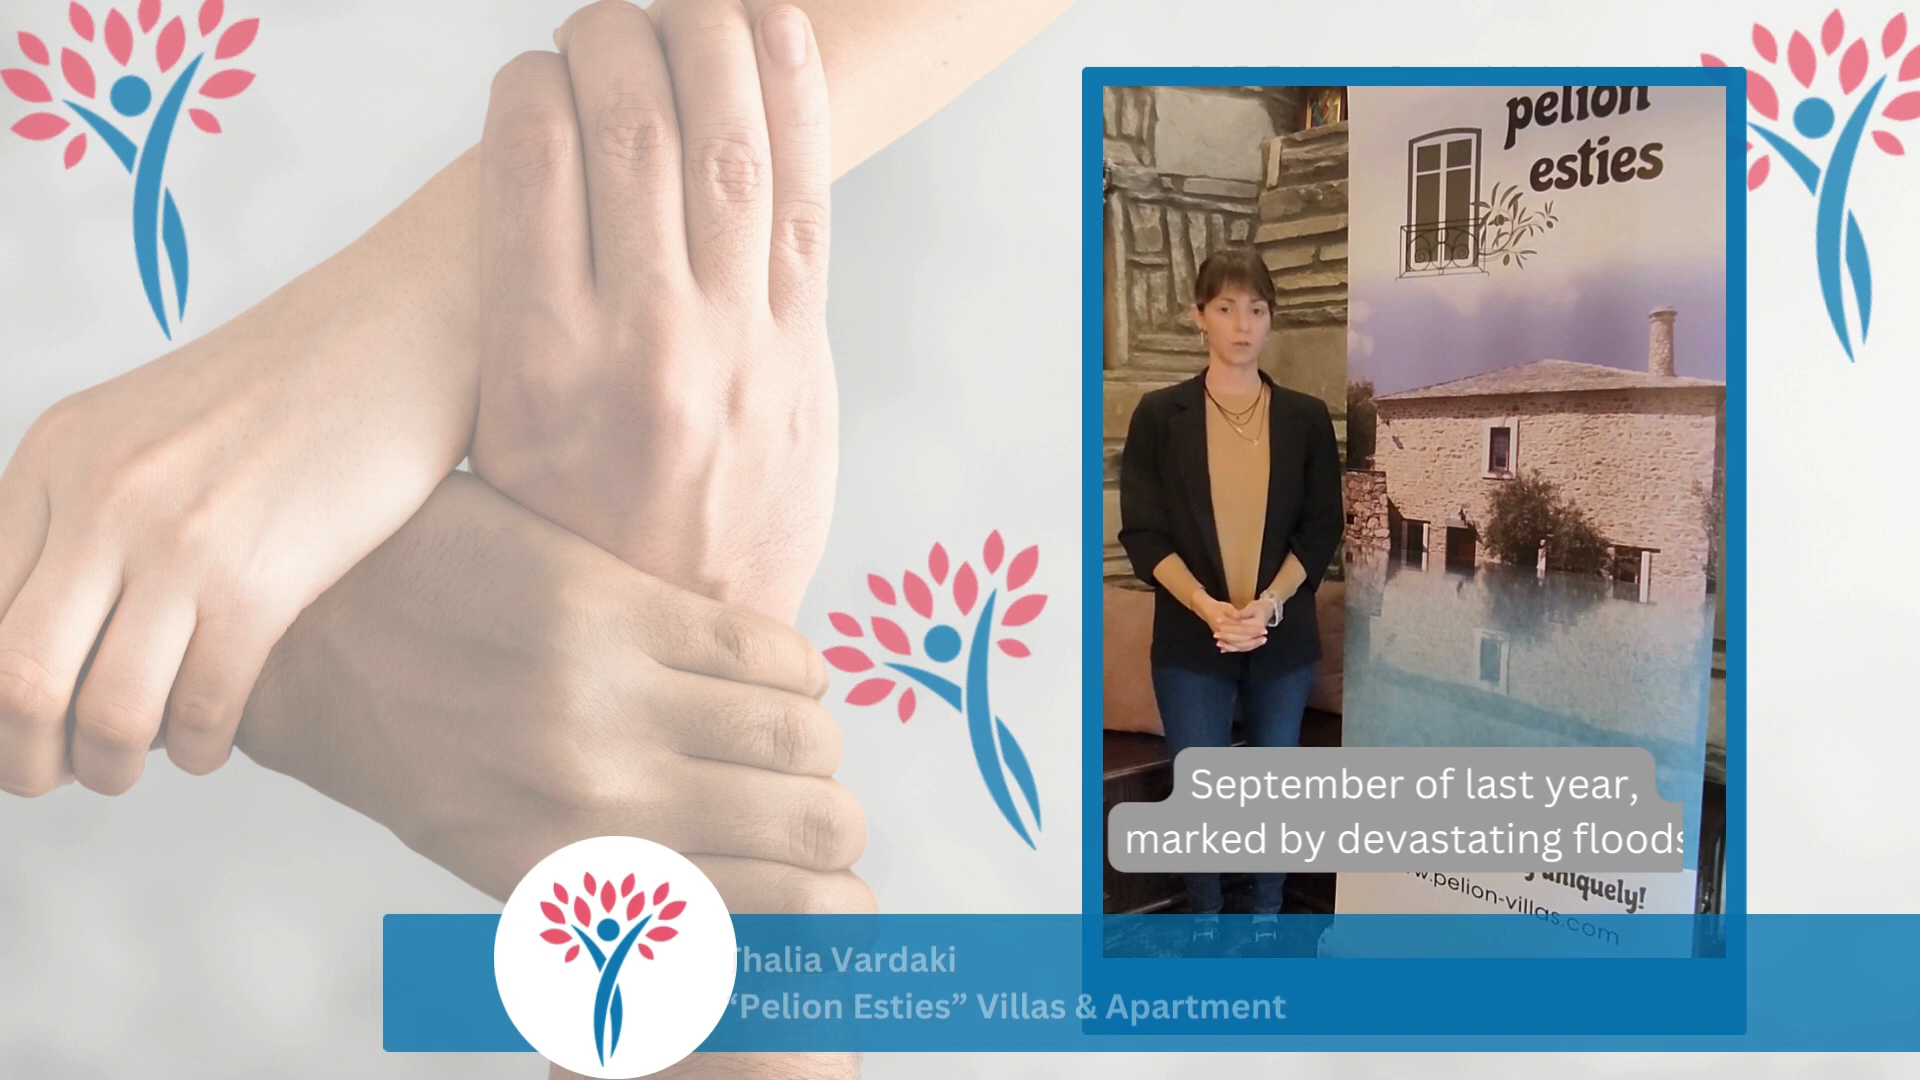 pelion
esties
September of last year,
marked by devastating floods
uniquely!
.pelion-villas.com
Thalia Vardaki
“Pelion Esties” Villas & Apartment